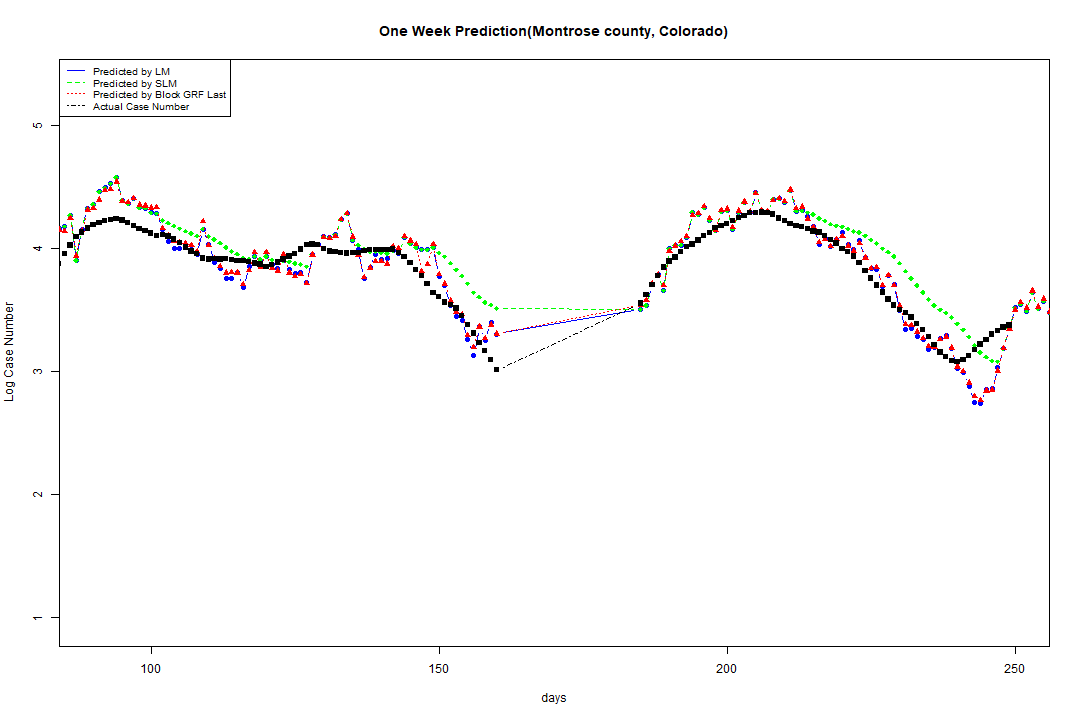 One Week Prediction(Montrose county, Colorado)
Predicted by LM
Predicted by SLM
Predicted by Block GRF Last
Actual Case Number
5
4
3
2
1
Log Case Number
100 150 200 250
days